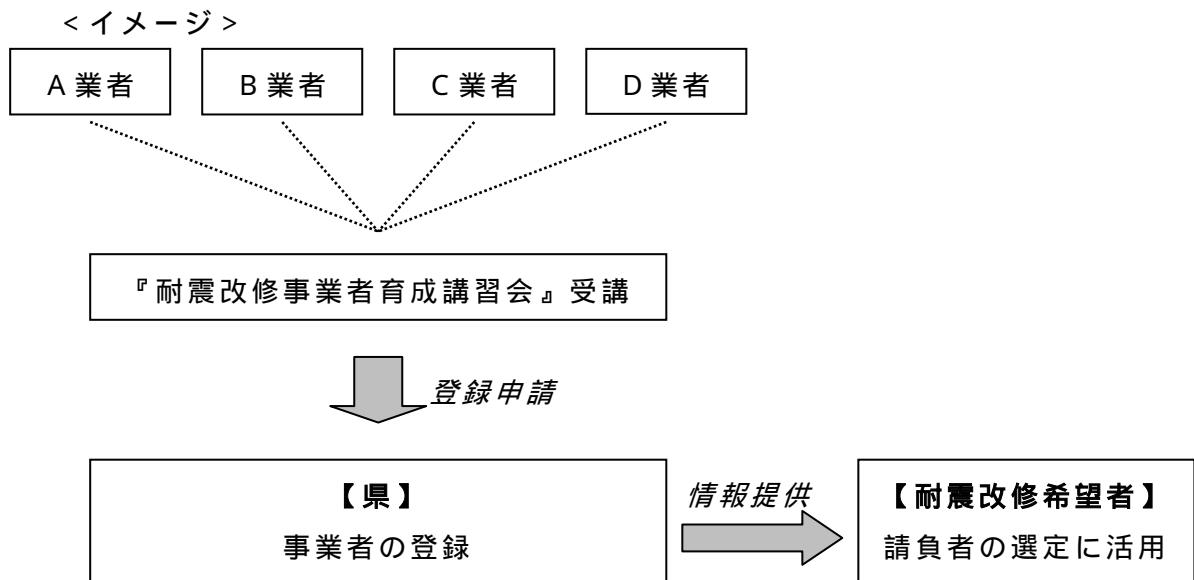 ＜イメージ＞
A業者
B業者
C業者
D業者
『耐震改修事業者育成講習会』受講
登録申請
【県】
事業者の登録
情報提供
【耐震改修希望者】
請負者の選定に活用